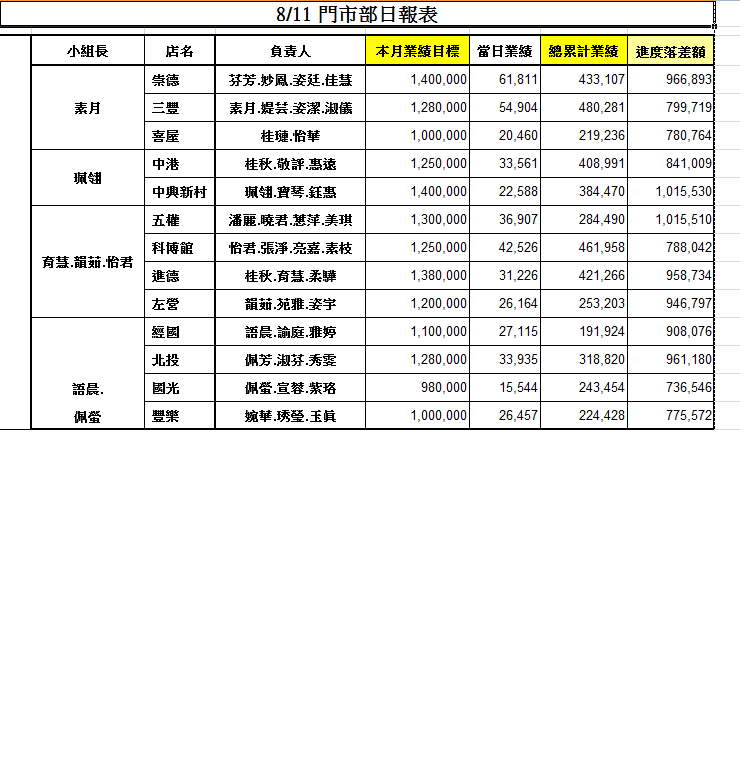 8/11 門市部日報表
小組長 店名 負責人 本月業績目標 當日業績 總累計業績 進度落差額
崇德 芬芳.妙鳳.姿廷.佳慧 1,400,000 61,811 433,107 966,893
素月 三豐 素月.緹芸.姿潔.淑儀 1,280,000 54,904 480,281 799,719
喜屋 桂璉.怡華 1,000,000 20,460 219,236 780,764
珮翎 中港 桂秋.敬評.惠遠 1,250,000 33,561 408,991 841,009
中興新村 珮翎.寶琴.鈺惠 1,400,000 22,588 384,470 1,015,530
五權 潘麗.曉君.蕙萍.美琪 1,300,000 36,907 284,490 1,015,510
育慧.韻茹.怡君 科博館 怡君.張淨.亮嘉.素枝 1,250,000 42,526 461,958 788,042
進德 桂秋.育慧.柔驊 1,380,000 31,226 421,266 958,734
左營 韻茹.苑雅.姿宇 1,200,000 26,164 253,203 946,797
經國 語晨.諭庭.雅婷 1,100,000 27,115 191,924 908,076
北投 佩芳.淑芬.秀雯 1,280,000 33,935 318,820 961,180
語晨. 國光 佩螢.宣蓉.紫珞 980,000 15,544 243,454 736,546
佩螢 豐樂 婉華.琇瑩.玉真 1,000,000 26,457 224,428 775,572